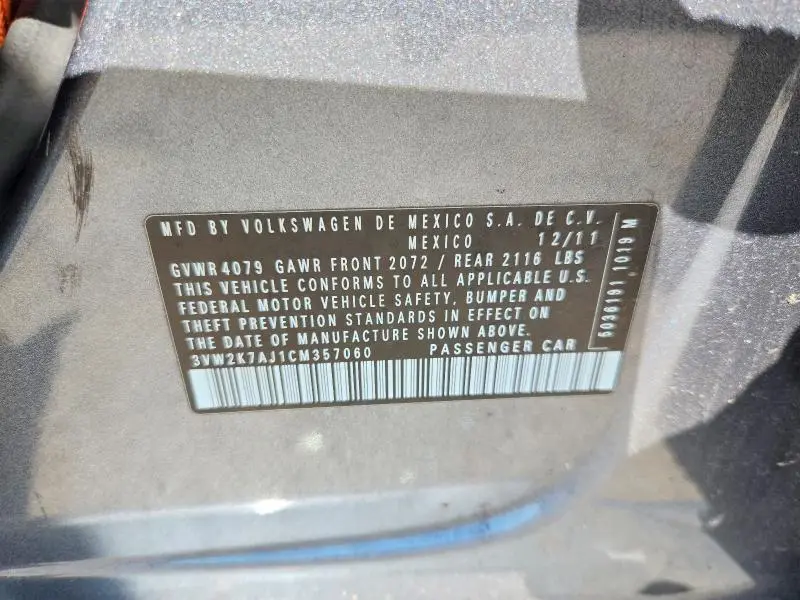 MFD BY VOLKSWAGEN DE MEXICO S.A. DE C.V.
MEXICO 12/11
GVWR 4079 GAWR FRONT 2072 / REAR 2116 LBS
THIS VEHICLE CONFORMS TO ALL APPLICABLE U.S.
FEDERAL MOTOR VEHICLE SAFETY, BUMPER AND
THEFT PREVENTION STANDARDS IN EFFECT ON
THE DATE OF MANUFACTURE SHOWN ABOVE.
3VW2K7AJ1CM357060 PASSENGER CAR
5036191 1019 M